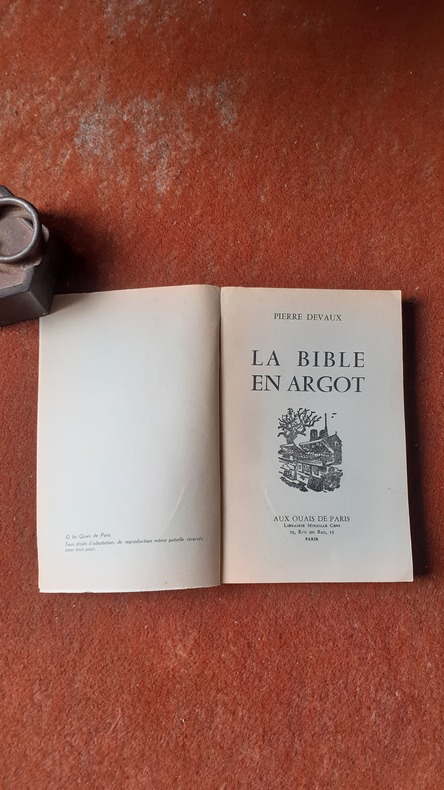 © by Quais de Paris
Tous droits d'adaptation, de reproduction même partielle réservés
pour tous pays.
PIERRE DEVAUX
LA BIBLE
EN ARGOT
AUX QUAIS DE PARIS
LIBRAIRIE MIREILLE CENI
15, RUE DU BAC, 15
PARIS